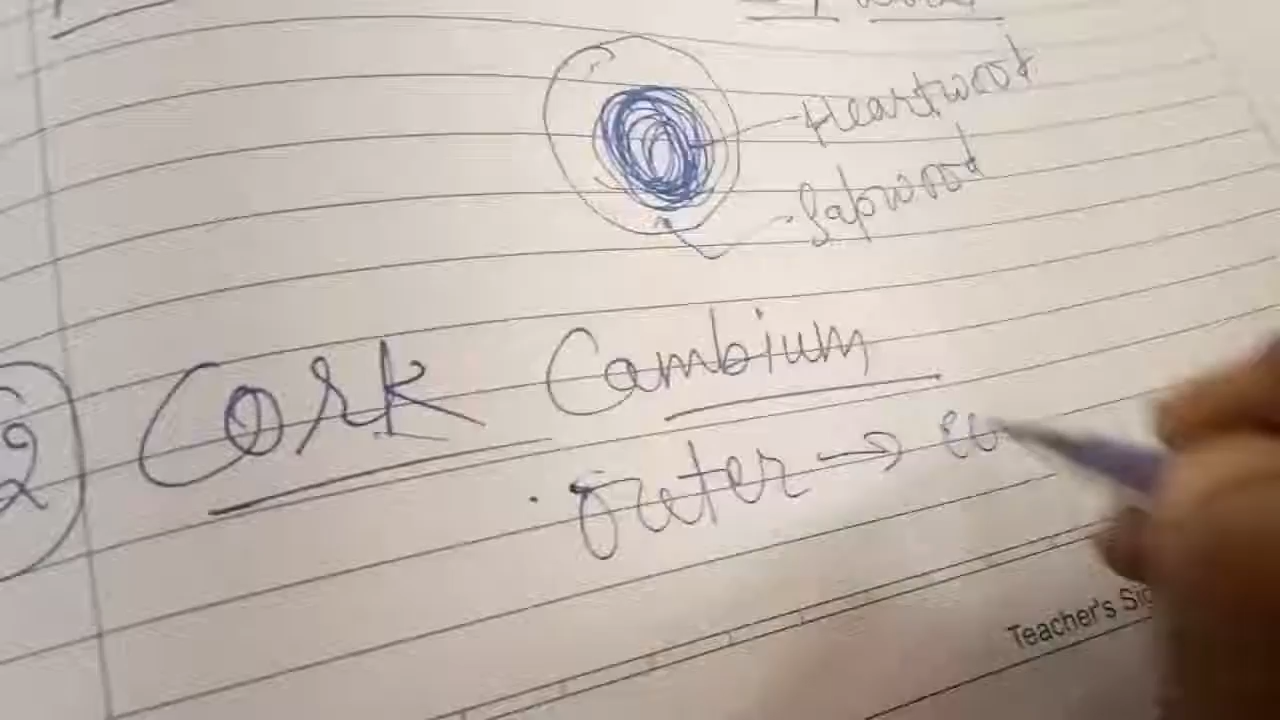 Heartwood
Sapwood
2 Cork Cambium
Outer →
Teacher's Sig